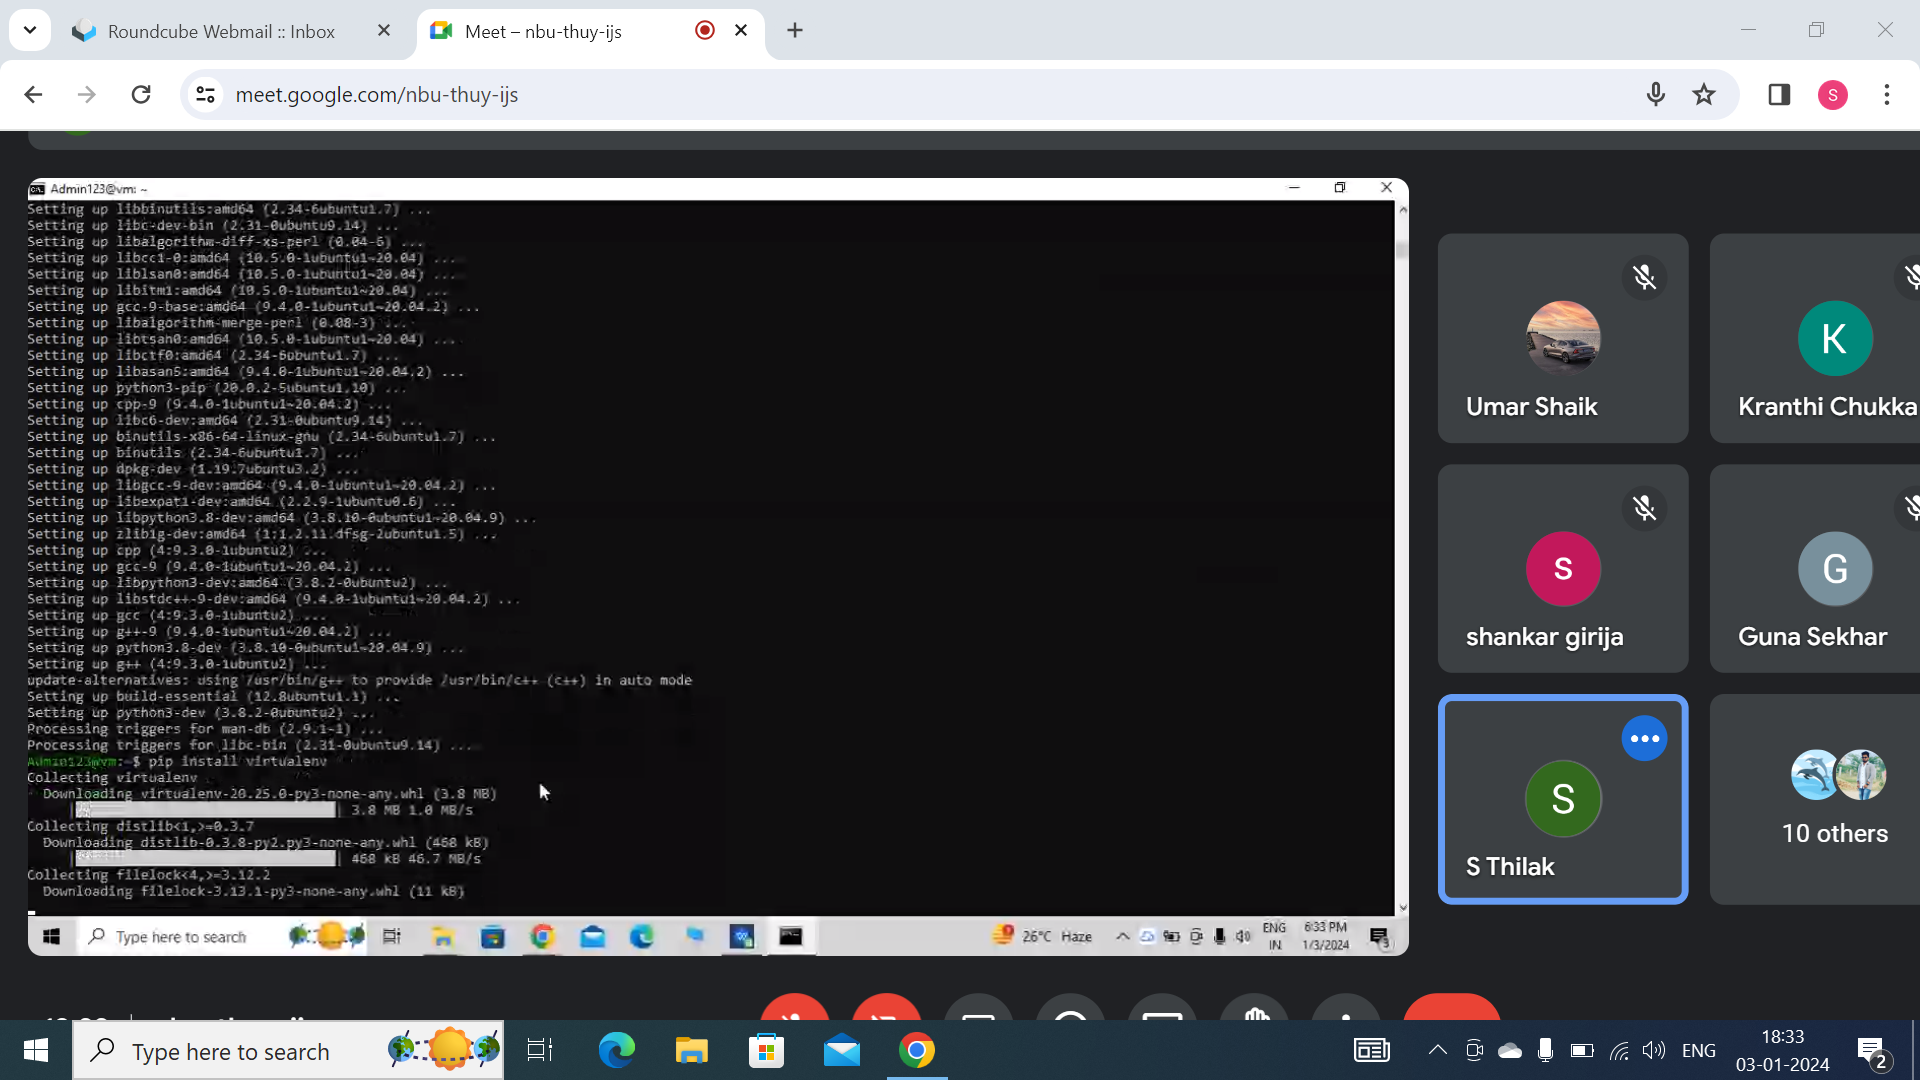 Roundcube Webmail :: Inbox
Meet – nbu-thuy-ijs
meet.google.com/nbu-thuy-ijs
S
Admin123@vm: ~
Setting up libbinutils:amd64 (2.34-6ubuntu1.7) ...
Setting up libc-dev-bin (2.31-0ubuntu9.14) ...
Setting up libalgorithm-diff-xs-perl (0.04-6) ...
Setting up libcc1-0:amd64 (10.5.0-1ubuntu1~20.04) ...
Setting up liblsan0:amd64 (10.5.0-1ubuntu1~20.04) ...
Setting up libitm1:amd64 (10.5.0-1ubuntu1~20.04) ...
Setting up gcc-9-base:amd64 (9.4.0-1ubuntu1~20.04.2) ...
Setting up libalgorithm-merge-perl (0.08-3) ...
Setting up libtsan0:amd64 (10.5.0-1ubuntu1~20.04) ...
Setting up libctf0:amd64 (2.34-6ubuntu1.7) ...
Setting up libasan5:amd64 (9.4.0-1ubuntu1~20.04.2) ...
Setting up python3-pip (20.0.2-5ubuntu1.10) ...
Setting up cpp-9 (9.4.0-1ubuntu1~20.04.2) ...
Setting up libc6-dev:amd64 (2.31-0ubuntu9.14) ...
Setting up binutils-x86-64-linux-gnu (2.34-6ubuntu1.7) ...
Setting up binutils (2.34-6ubuntu1.7) ...
Setting up dpkg-dev (1.19.7ubuntu3.2) ...
Setting up libgcc-9-dev:amd64 (9.4.0-1ubuntu1~20.04.2) ...
Setting up libexpat1-dev:amd64 (2.2.9-1ubuntu0.6) ...
Setting up libpython3.8-dev:amd64 (3.8.10-0ubuntu1~20.04.9) ...
Setting up zlib1g-dev:amd64 (1:1.2.11.dfsg-2ubuntu1.5) ...
Setting up cpp (4:9.3.0-1ubuntu2) ...
Setting up gcc-9 (9.4.0-1ubuntu1~20.04.2) ...
Setting up libpython3-dev:amd64 (3.8.2-0ubuntu2) ...
Setting up libstdc++-9-dev:amd64 (9.4.0-1ubuntu1~20.04.2) ...
Setting up gcc (4:9.3.0-1ubuntu2) ...
Setting up g++-9 (9.4.0-1ubuntu1~20.04.2) ...
Setting up python3.8-dev (3.8.10-0ubuntu1~20.04.9) ...
Setting up g++ (4:9.3.0-1ubuntu2) ...
update-alternatives: using /usr/bin/g++ to provide /usr/bin/c++ (c++) in auto mode
Setting up build-essential (12.8ubuntu1.1) ...
Setting up python3-dev (3.8.2-0ubuntu2) ...
Processing triggers for man-db (2.9.1-1) ...
Processing triggers for libc-bin (2.31-0ubuntu9.14) ...
Admin123@vm:~$ pip install virtualenv
Collecting virtualenv
Downloading virtualenv-20.25.0-py3-none-any.whl (3.8 MB)
3.8 MB 1.0 MB/s
Collecting distlib<1,>=0.3.7
Downloading distlib-0.3.8-py2.py3-none-any.whl (468 kB)
468 kB 46.7 MB/s
Collecting filelock<4,>=3.12.2
Downloading filelock-3.13.1-py3-none-any.whl (11 kB)
Type here to search
26°C Haze
ENG
IN
6:33 PM
1/3/2024
3
Umar Shaik
K
Kranthi Chukka
S
shankar girija
G
Guna Sekhar
S
S Thilak
10 others
Type here to search
ENG
18:33
03-01-2024
2